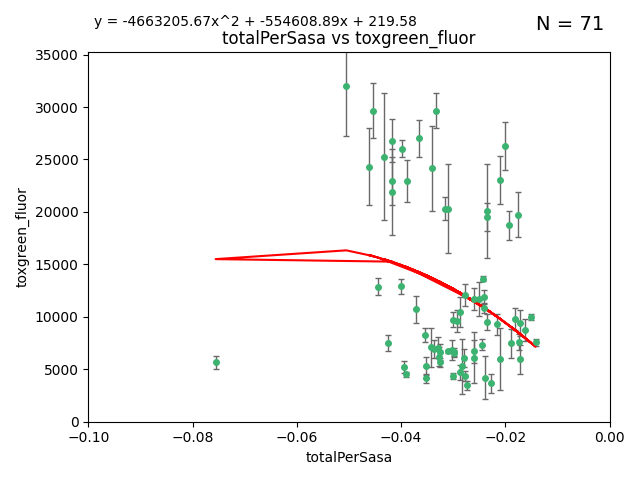 y = -4663205.67x^2 + -554608.89x + 219.58
N = 71
totalPerSasa vs toxgreen_fluor
35000
30000
25000
20000
15000
10000
5000
0
toxgreen_fluor
−0.10 −0.08 −0.06 −0.04 −0.02 0.00
totalPerSasa